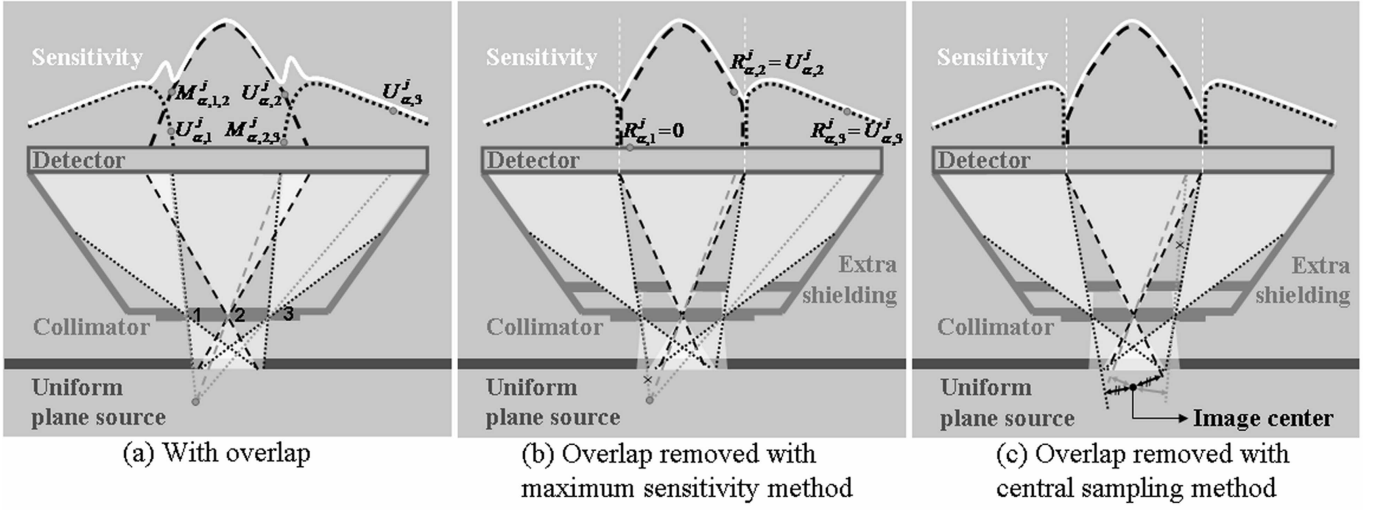 Sensitivity
M^j_{α,1,2} U^j_{α,2} U^j_{α,3}
U^j_{α,1} M^j_{α,2,3}
Detector
1 2 3
Collimator
Uniform
plane source
(a) With overlap
Sensitivity
R^j_{α,2}=U^j_{α,2}
R^j_{α,1}=0 R^j_{α,3}=U^j_{α,3}
Detector
Extra
shielding
Collimator
Uniform
plane source
(b) Overlap removed with
maximum sensitivity method
Sensitivity
Detector
Extra
shielding
Collimator
Uniform
plane source
Image center
(c) Overlap removed with
central sampling method